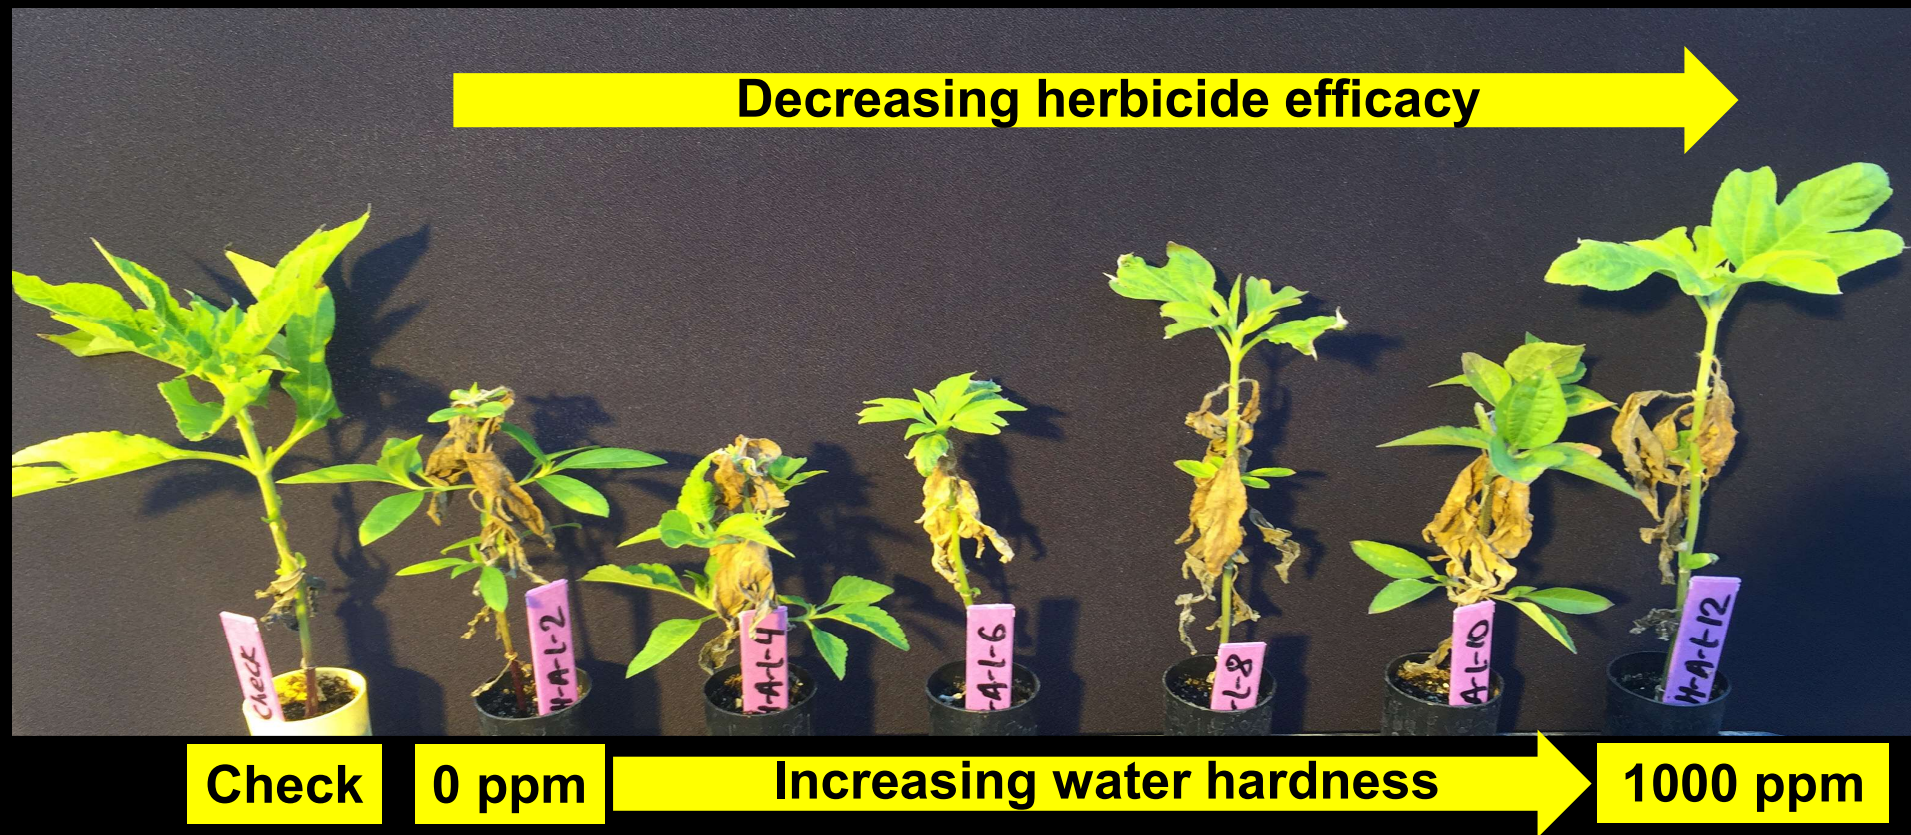 Decreasing herbicide efficacy
Check
H-A-L-2
H-A-L-4
-A-L-6
-L-8
A-L-10
H-A-L-12
Check
0 ppm
Increasing water hardness
1000 ppm